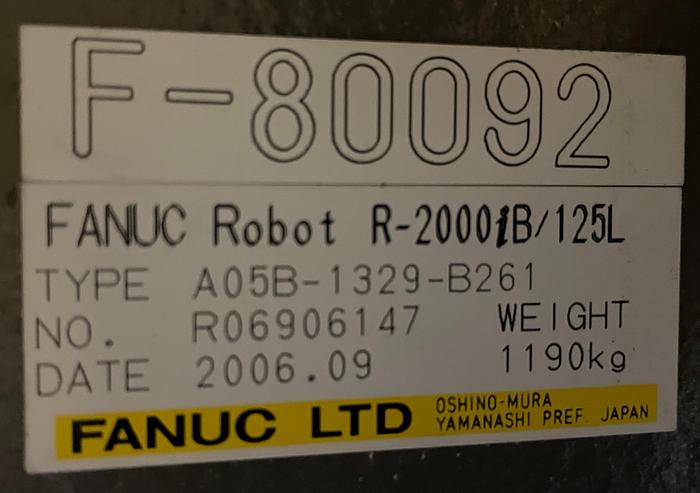 F-80092
FANUC Robot R-2000iB/125L
TYPE A05B-1329-B261
NO. R06906147 WEIGHT
DATE 2006.09 1190kg
FANUC LTD OSHINO-MURA
YAMANASHI PREF. JAPAN